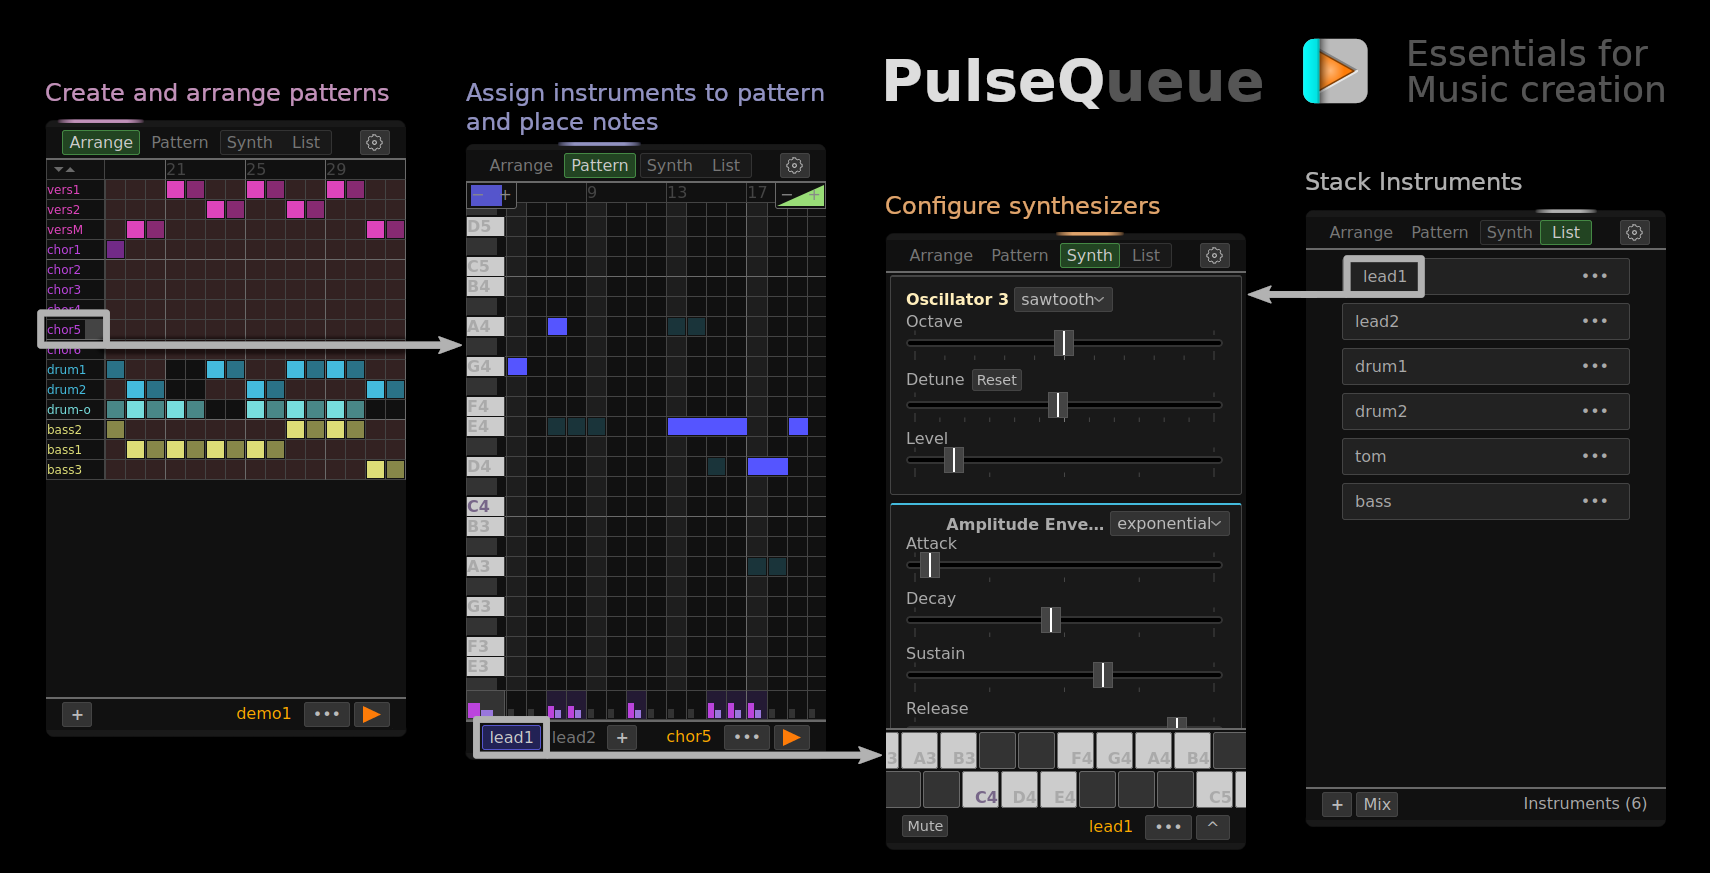 Create and arrange patterns
Arrange Pattern Synth List
21 25 29
vers1
vers2
versM
chor1
chor2
chor3
chor4
chor5
chor6
drum1
drum2
drum-o
bass2
bass1
bass3
+ demo1 •••
Assign instruments to pattern
and place notes
Arrange Pattern Synth List
− + 9 13 17 − +
D5
C5
B4
A4
G4
F4
E4
D4
C4
B3
A3
G3
F3
E3
lead1 lead2 + chor5 •••
PulseQueue
Essentials for
Music creation
Configure synthesizers
Arrange Pattern Synth List
Oscillator 3 sawtooth
Octave
Detune Reset
Level
Amplitude Enve... exponential
Attack
Decay
Sustain
Release
3 A3 B3 F4 G4 A4 B4
C4 D4 E4 C5
Mute lead1 •••
Stack Instruments
Arrange Pattern Synth List
lead1 •••
lead2 •••
drum1 •••
drum2 •••
tom •••
bass •••
+ Mix Instruments (6)